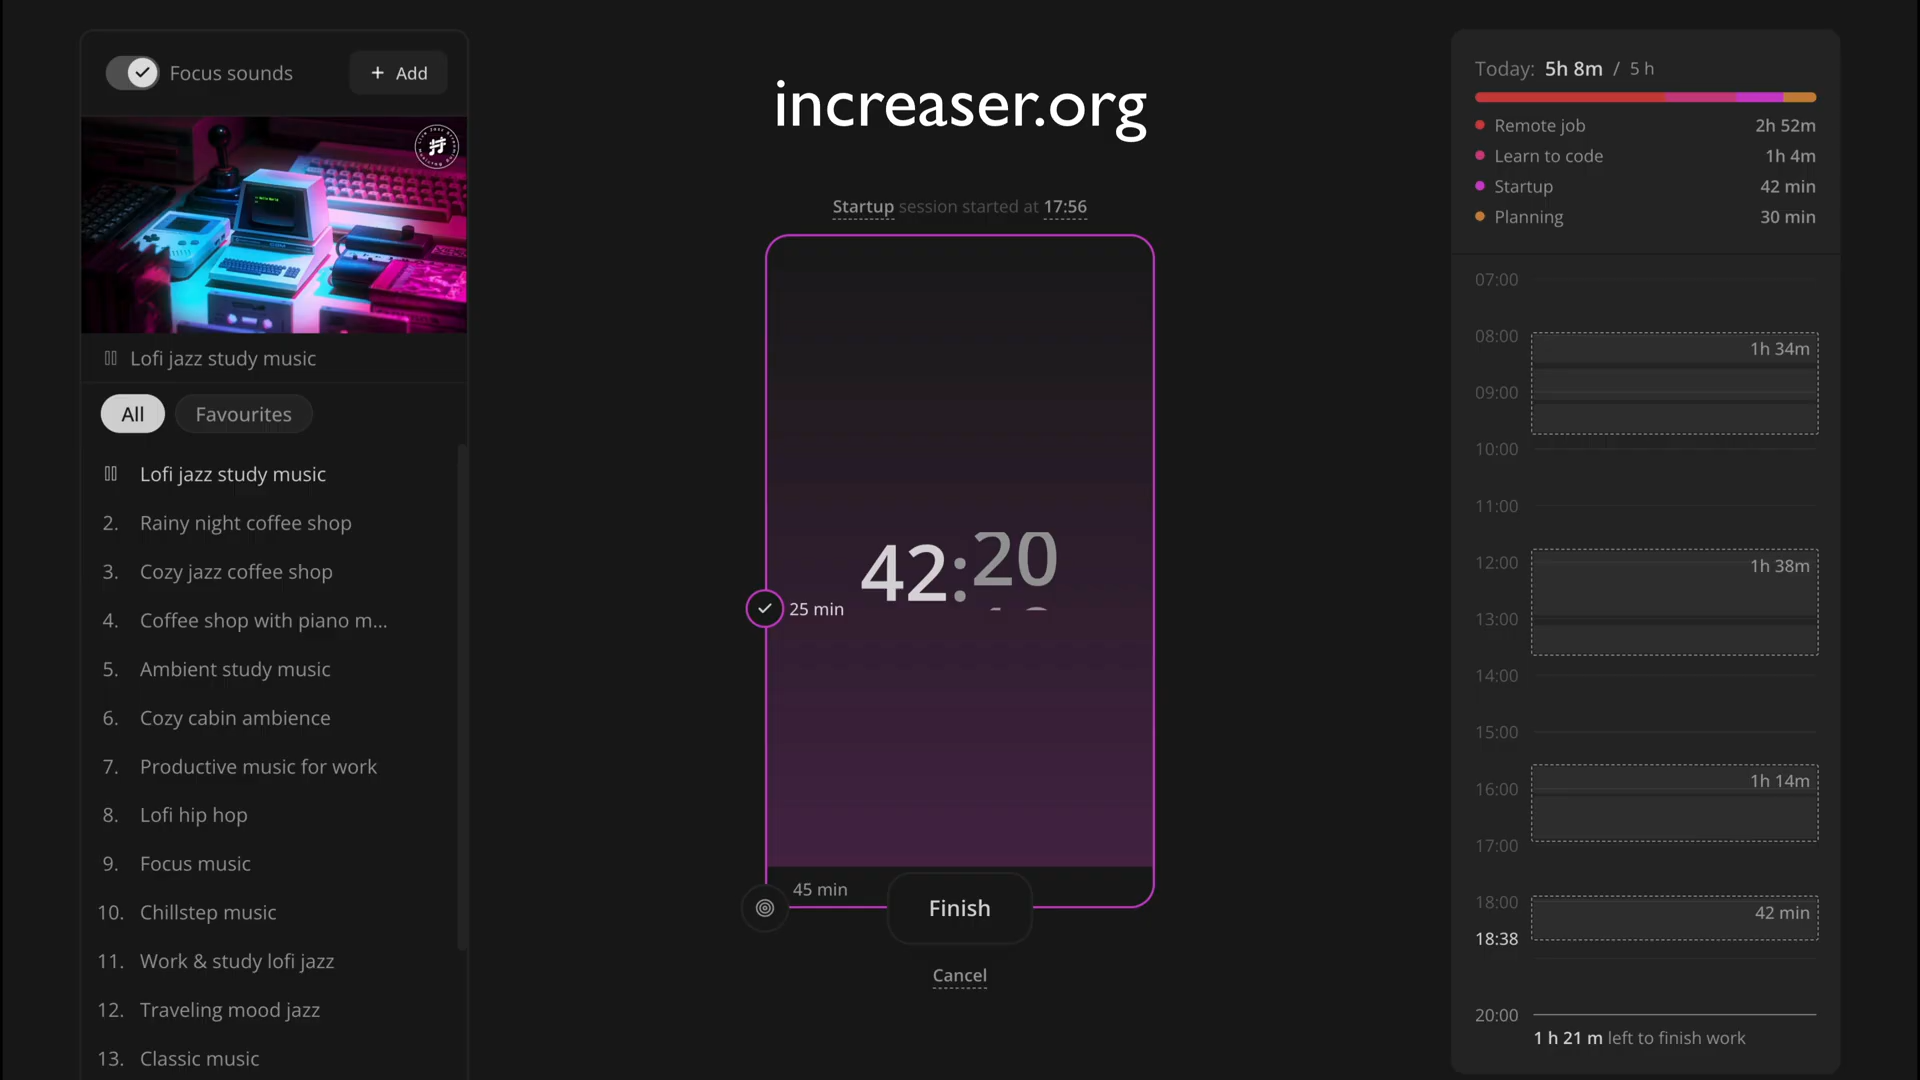 Focus sounds
+ Add
Lofi jazz study music
All
Favourites
Lofi jazz study music
2. Rainy night coffee shop
3. Cozy jazz coffee shop
4. Coffee shop with piano m...
5. Ambient study music
6. Cozy cabin ambience
7. Productive music for work
8. Lofi hip hop
9. Focus music
10. Chillstep music
11. Work & study lofi jazz
12. Traveling mood jazz
13. Classic music
increaser.org
Startup session started at 17:56
42:20
25 min
45 min
Finish
Cancel
Today: 5h 8m / 5 h
Remote job 2h 52m
Learn to code 1h 4m
Startup 42 min
Planning 30 min
07:00
08:00
1h 34m
09:00
10:00
11:00
12:00
1h 38m
13:00
14:00
15:00
16:00
1h 14m
17:00
18:00
42 min
18:38
20:00
1 h 21 m left to finish work